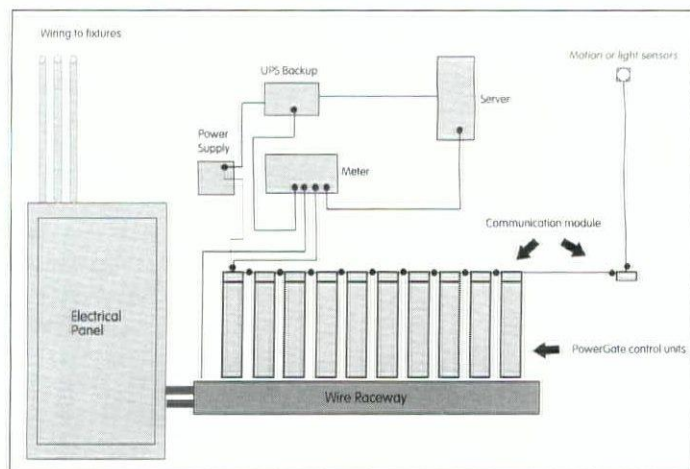 Wiring to fixtures
Motion or light sensors
UPS Backup
Server
Power
Supply
Meter
Communication module
Electrical
Panel
PowerGate control units
Wire Raceway